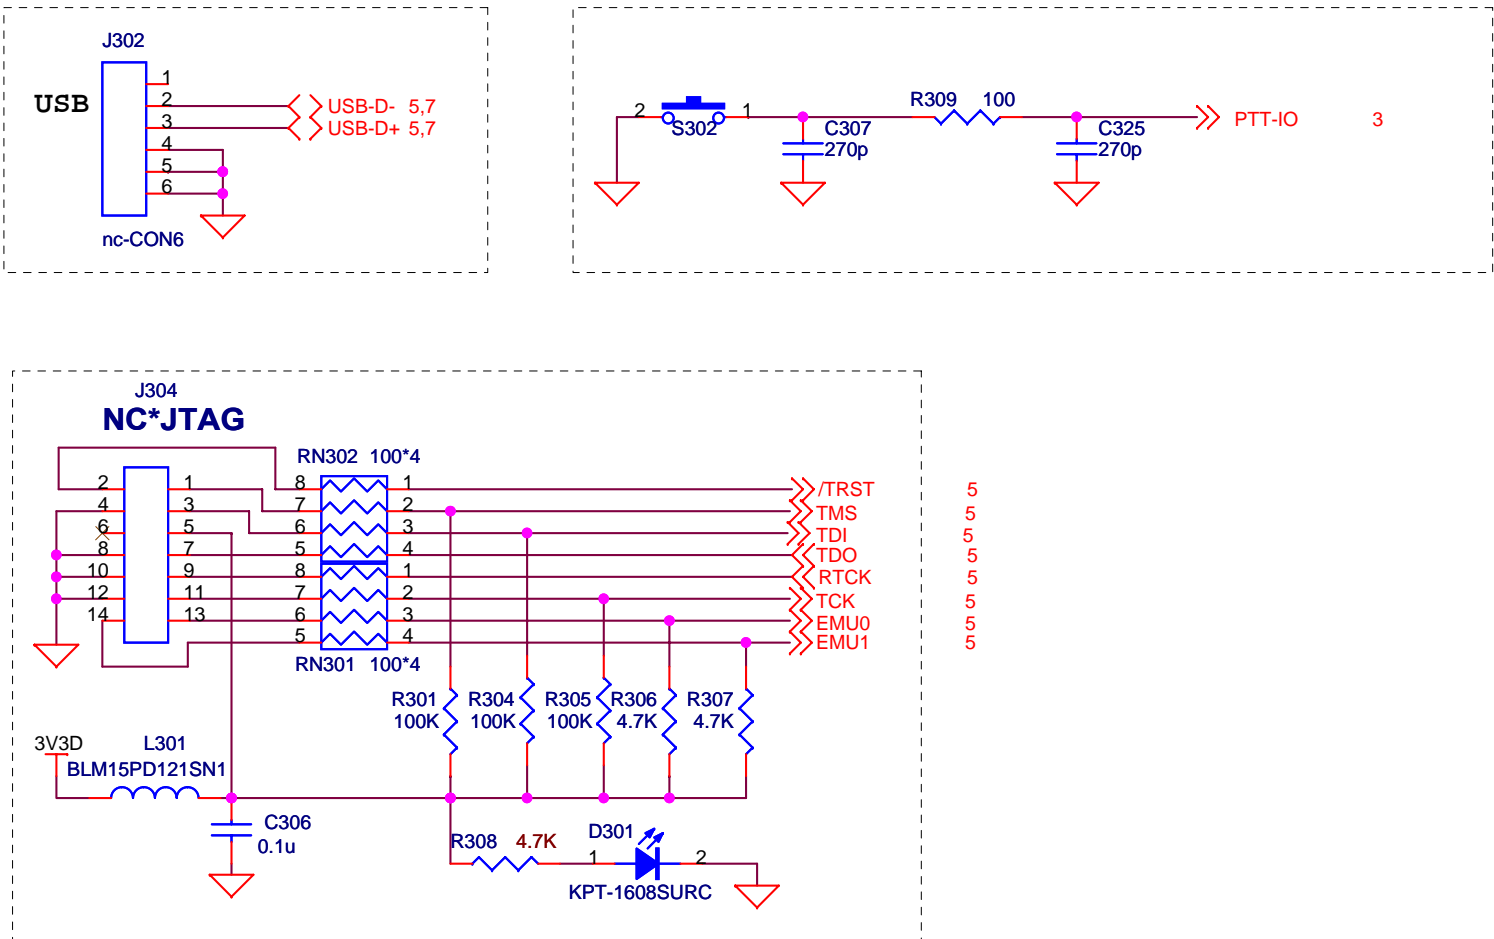 J302
USB
1
2
3
4
5
6
USB-D- 5,7
USB-D+ 5,7
nc-CON6
2
S302
1
C307
270p
R309 100
C325
270p
PTT-IO 3
J304
NC*JTAG
RN302 100*4
2 1 8 1 /TRST 5
4 3 7 2 TMS 5
6 5 6 3 TDI 5
8 7 5 4 TDO 5
10 9 8 1 RTCK 5
12 11 7 2 TCK 5
14 13 6 3 EMU0 5
5 4 EMU1 5
RN301 100*4
R301
100K
R304
100K
R305
100K
R306
4.7K
R307
4.7K
3V3D
L301
BLM15PD121SN1
C306
0.1u
R308 4.7K
D301
1 2
KPT-1608SURC